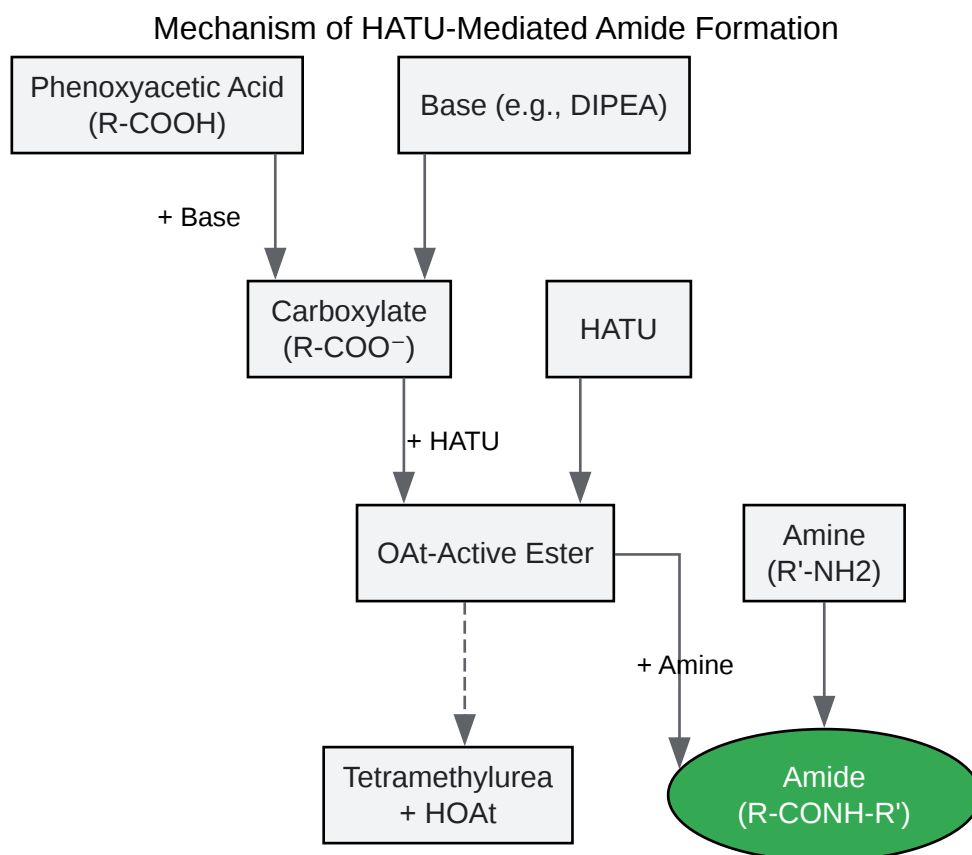 Mechanism of HATU-Mediated Amide Formation
Phenoxyacetic Acid
(R-COOH)
Base (e.g., DIPEA)
+ Base
Carboxylate
(R-COO⁻)
HATU
+ HATU
OAt-Active Ester
Amine
(R'-NH2)
+ Amine
Tetramethylurea
+ HOAt
Amide
(R-CONH-R')